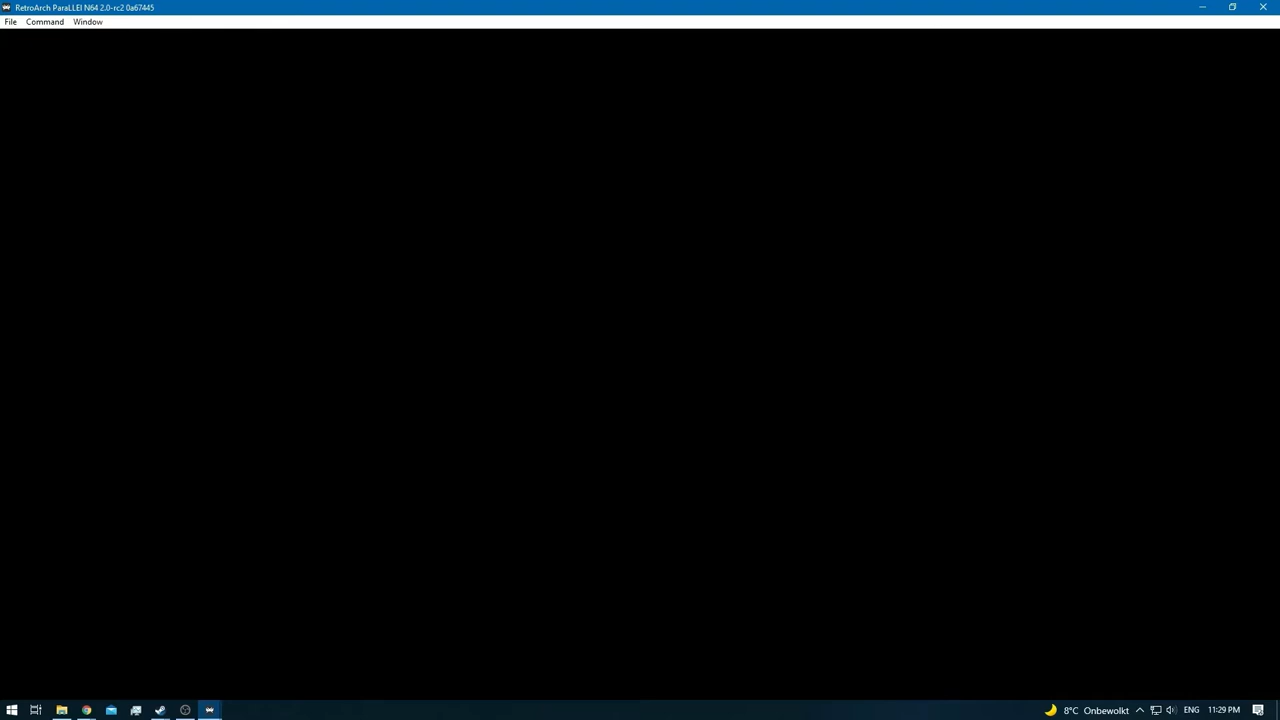 RetroArch ParaLLEl N64 2.0-rc2 0a67445
File Command Window
8°C Onbewolkt ENG 11:29 PM